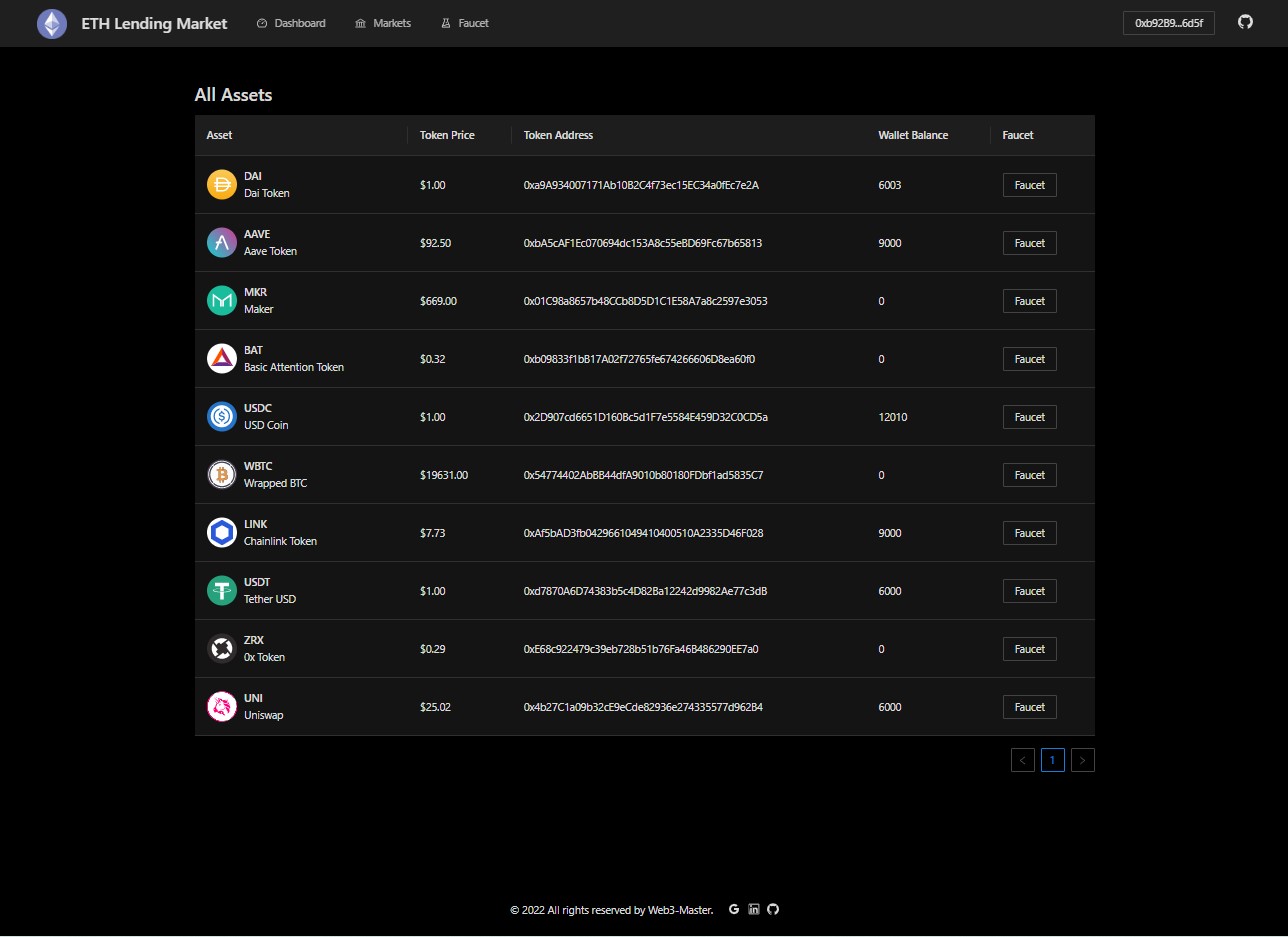 ETH Lending Market Dashboard Markets Faucet 0xb92B9...6d5f
All Assets
Asset Token Price Token Address Wallet Balance Faucet
DAI
Dai Token
$1.00 0xa9A934007171Ab10B2C4f73ec15EC34a0fEc7e2A 6003 Faucet
AAVE
Aave Token
$92.50 0xbA5cAF1Ec070694dc153A8c55eBD69Fc67b65813 9000 Faucet
MKR
Maker
$669.00 0x01C98a8657b48CCb8D5D1C1E58A7a8c2597e3053 0 Faucet
BAT
Basic Attention Token
$0.32 0xb09833f1bB17A02f72765fe674266606D8ea60f0 0 Faucet
USDC
USD Coin
$1.00 0x2D907cd6651D160Bc5d1F7e5584E459D32C0CD5a 12010 Faucet
WBTC
Wrapped BTC
$19631.00 0x54774402AbBB44dfA9010b80180FDbf1ad5835C7 0 Faucet
LINK
Chainlink Token
$7.73 0xAf5bAD3fb0429661049410400510A2335D46F028 9000 Faucet
USDT
Tether USD
$1.00 0xd7870A6D74383b5c4D82Ba12242d9982Ae77c3dB 6000 Faucet
ZRX
0x Token
$0.29 0xE68c922479c39eb728b51b76Fa46B486290EE7a0 0 Faucet
UNI
Uniswap
$25.02 0x4b27C1a09b32cE9eCde82936e274335577d962B4 6000 Faucet
< 1 >
© 2022 All rights reserved by Web3-Master.